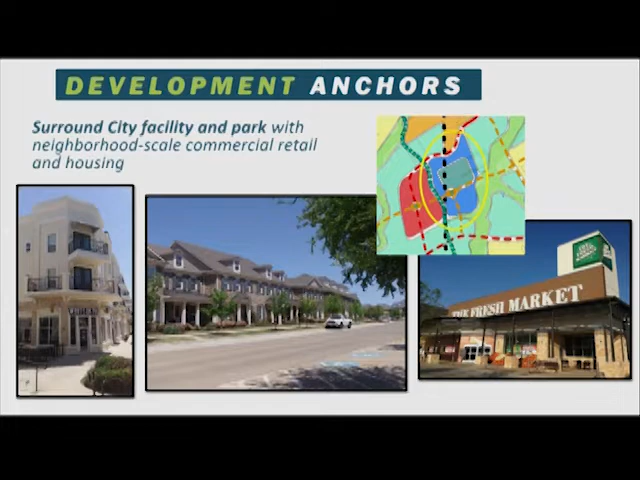 DEVELOPMENT ANCHORS
Surround City facility and park with
neighborhood-scale commercial retail
and housing
THE FRESH MARKET